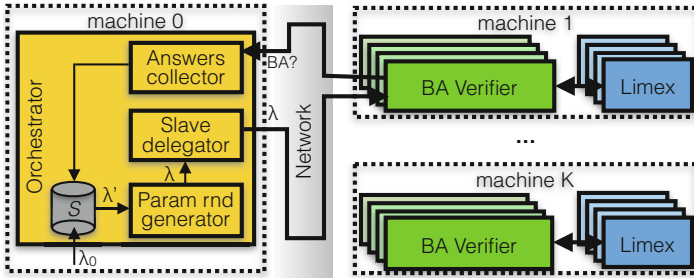 machine 0
Orchestrator
Answers
collector
Slave
delegator
Param rnd
generator
S
λ'
λ
λ₀
BA?
λ
Network
machine 1
BA Verifier
Limex
...
machine K
BA Verifier
Limex